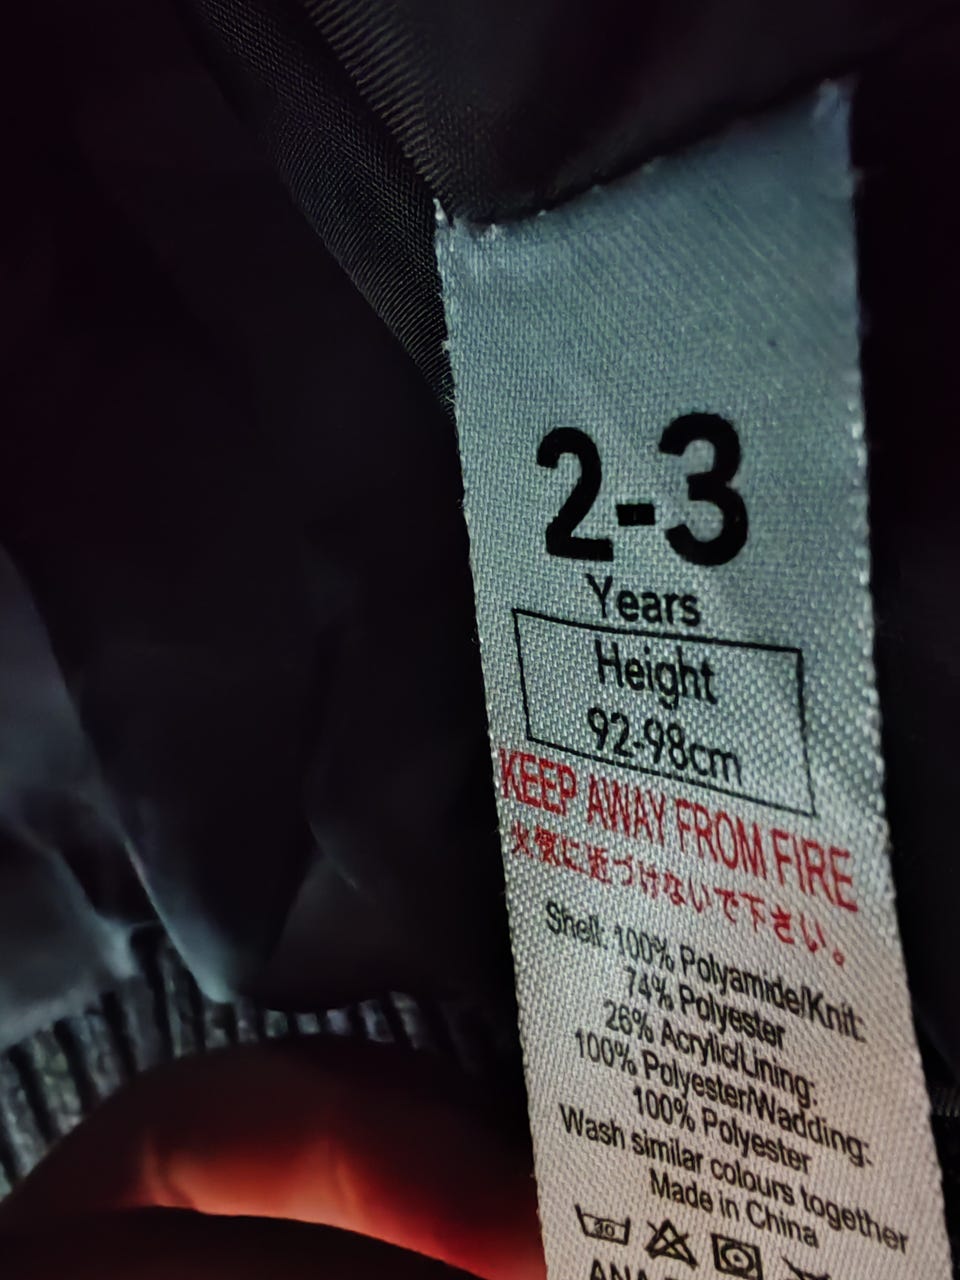 2-3
Years
Height
92-98cm
KEEP AWAY FROM FIRE
火気に近づけないで下さい。
Shell: 100% Polyamide/Knit:
74% Polyester
26% Acrylic/Lining:
100% Polyester/Wadding:
100% Polyester
Wash similar colours together
Made in China
30